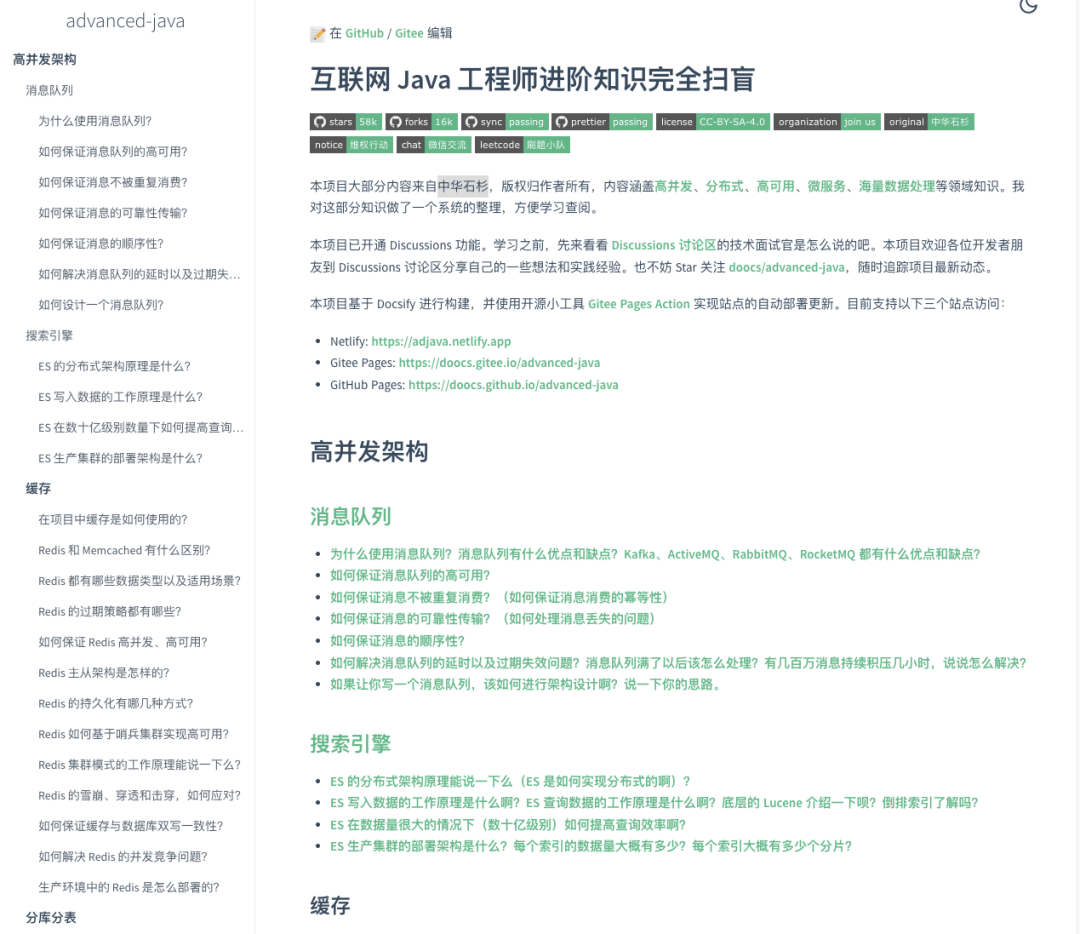 advanced-java
高并发架构
消息队列
为什么使用消息队列？
如何保证消息队列的高可用？
如何保证消息不被重复消费？
如何保证消息的可靠性传输？
如何保证消息的顺序性？
如何解决消息队列的延时以及过期失…
如何设计一个消息队列？
搜索引擎
ES 的分布式架构原理是什么？
ES 写入数据的工作原理是什么？
ES 在数十亿级别数量下如何提高查询…
ES 生产集群的部署架构是什么？
缓存
在项目中缓存是如何使用的？
Redis 和 Memcached 有什么区别？
Redis 都有哪些数据类型以及适用场景？
Redis 的过期策略都有哪些？
如何保证 Redis 高并发、高可用？
Redis 主从架构是怎样的？
Redis 的持久化有哪几种方式？
Redis 如何基于哨兵集群实现高可用？
Redis 集群模式的工作原理能说一下么？
Redis 的雪崩、穿透和击穿，如何应对？
如何保证缓存与数据库双写一致性？
如何解决 Redis 的并发竞争问题？
生产环境中的 Redis 是怎么部署的？
分库分表
在 GitHub / Gitee 编辑
互联网 Java 工程师进阶知识完全扫盲
stars 58k forks 16k sync passing prettier passing license CC-BY-SA-4.0 organization join us original 中华石杉
notice 维权行动 chat 微信交流 leetcode 刷题小队
本项目大部分内容来自中华石杉，版权归作者所有，内容涵盖高并发、分布式、高可用、微服务、海量数据处理等领域知识。我
对这部分知识做了一个系统的整理，方便学习查阅。
本项目已开通 Discussions 功能。学习之前，先来看看 Discussions 讨论区的技术面试官是怎么说的吧。本项目欢迎各位开发者朋
友到 Discussions 讨论区分享自己的一些想法和实践经验。也不妨 Star 关注 doocs/advanced-java，随时追踪项目最新动态。
本项目基于 Docsify 进行构建，并使用开源小工具 Gitee Pages Action 实现站点的自动部署更新。目前支持以下三个站点访问：
• Netlify: https://adjava.netlify.app
• Gitee Pages: https://doocs.gitee.io/advanced-java
• GitHub Pages: https://doocs.github.io/advanced-java
高并发架构
消息队列
• 为什么使用消息队列？消息队列有什么优点和缺点？Kafka、ActiveMQ、RabbitMQ、RocketMQ 都有什么优点和缺点？
• 如何保证消息队列的高可用？
• 如何保证消息不被重复消费？（如何保证消息消费的幂等性）
• 如何保证消息的可靠性传输？（如何处理消息丢失的问题）
• 如何保证消息的顺序性？
• 如何解决消息队列的延时以及过期失效问题？消息队列满了以后该怎么处理？有几百万消息持续积压几小时，说说怎么解决？
• 如果让你写一个消息队列，该如何进行架构设计啊？说一下你的思路。
搜索引擎
• ES 的分布式架构原理能说一下么（ES 是如何实现分布式的啊）？
• ES 写入数据的工作原理是什么啊？ES 查询数据的工作原理是什么啊？底层的 Lucene 介绍一下呗？倒排索引了解吗？
• ES 在数据量很大的情况下（数十亿级别）如何提高查询效率啊？
• ES 生产集群的部署架构是什么？每个索引的数据量大概有多少？每个索引大概有多少个分片？
缓存